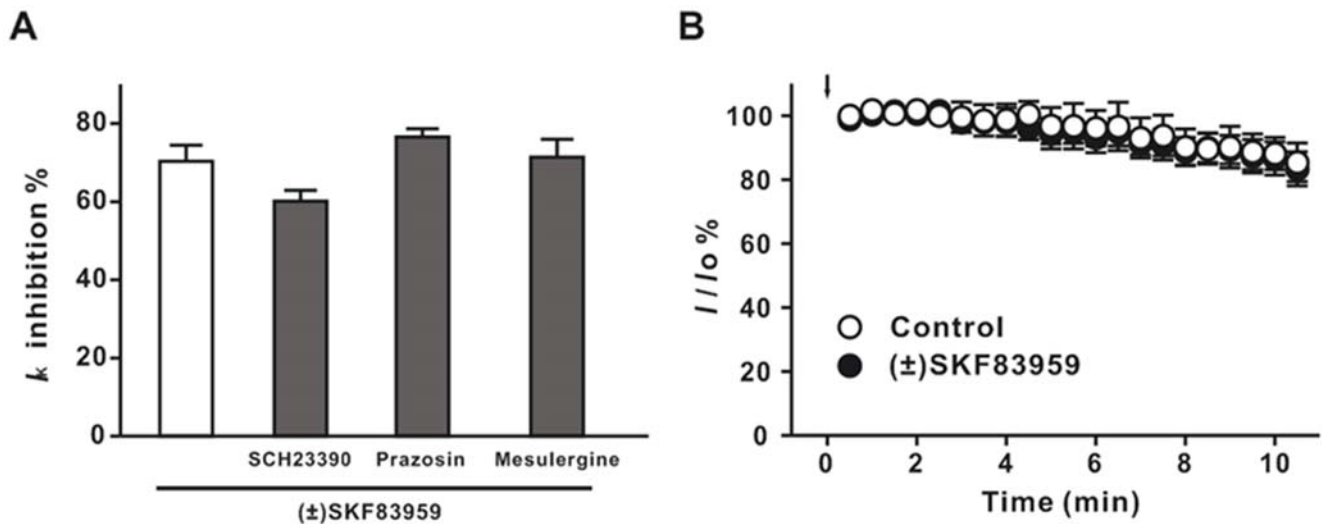 A
B
Iₖ inhibition %
80
60
40
20
0
SCH23390 Prazosin Mesulergine
(±)SKF83959
I / Io %
100
80
60
40
20
0
Control
(±)SKF83959
0 2 4 6 8 10
Time (min)